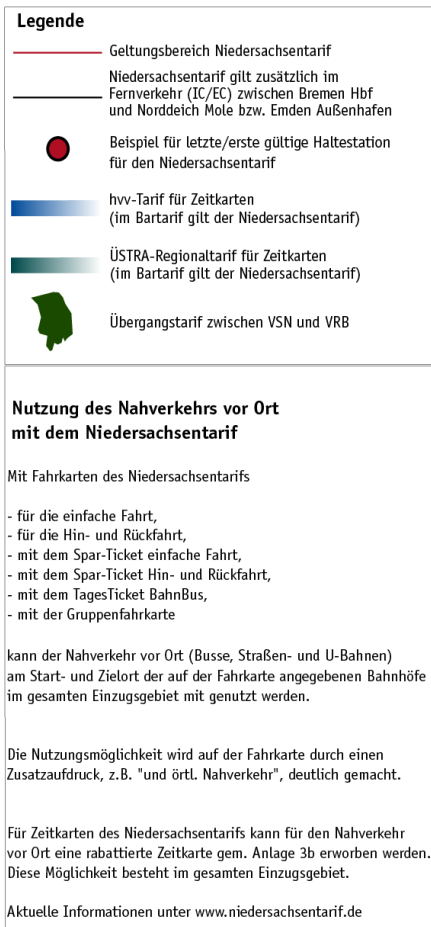 Legende
Geltungsbereich Niedersachsentarif
Niedersachsentarif gilt zusätzlich im
Fernverkehr (IC/EC) zwischen Bremen Hbf
und Norddeich Mole bzw. Emden Außenhafen
Beispiel für letzte/erste gültige Haltestation
für den Niedersachsentarif
hvv-Tarif für Zeitkarten
(im Bartarif gilt der Niedersachsentarif)
ÜSTRA-Regionaltarif für Zeitkarten
(im Bartarif gilt der Niedersachsentarif)
Übergangstarif zwischen VSN und VRB
Nutzung des Nahverkehrs vor Ort
mit dem Niedersachsentarif
Mit Fahrkarten des Niedersachsentarifs
- für die einfache Fahrt,
- für die Hin- und Rückfahrt,
- mit dem Spar-Ticket einfache Fahrt,
- mit dem Spar-Ticket Hin- und Rückfahrt,
- mit dem TagesTicket BahnBus,
- mit der Gruppenfahrkarte
kann der Nahverkehr vor Ort (Busse, Straßen- und U-Bahnen)
am Start- und Zielort der auf der Fahrkarte angegebenen Bahnhöfe
im gesamten Einzugsgebiet mit genutzt werden.
Die Nutzungsmöglichkeit wird auf der Fahrkarte durch einen
Zusatzaufdruck, z.B. "und örtl. Nahverkehr", deutlich gemacht.
Für Zeitkarten des Niedersachsentarifs kann für den Nahverkehr
vor Ort eine rabattierte Zeitkarte gem. Anlage 3b erworben werden.
Diese Möglichkeit besteht im gesamten Einzugsgebiet.
Aktuelle Informationen unter www.niedersachsentarif.de